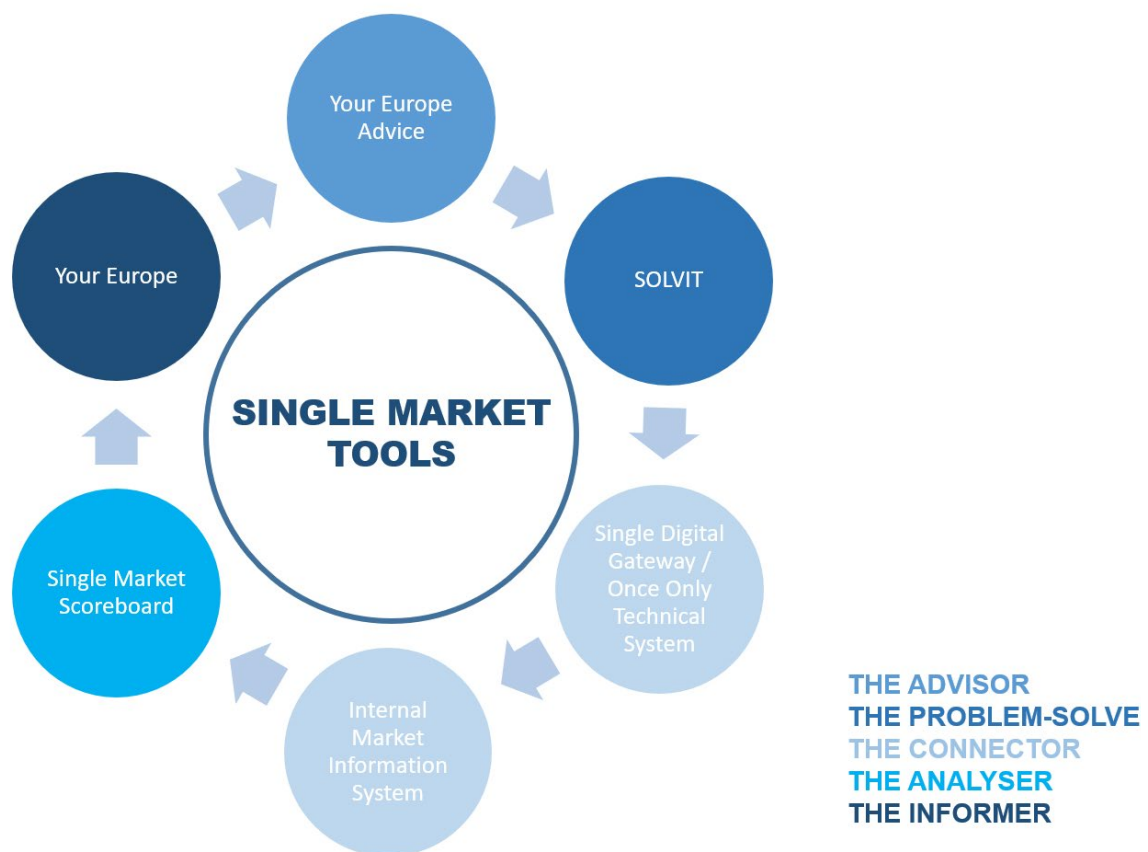 Your Europe
Advice
Your Europe
SOLVIT
SINGLE MARKET
TOOLS
Single Digital
Gateway /
Once Only
Technical
System
Single Market
Scoreboard
Internal
Market
Information
System
THE ADVISOR
THE PROBLEM-SOLVE
THE CONNECTOR
THE ANALYSER
THE INFORMER